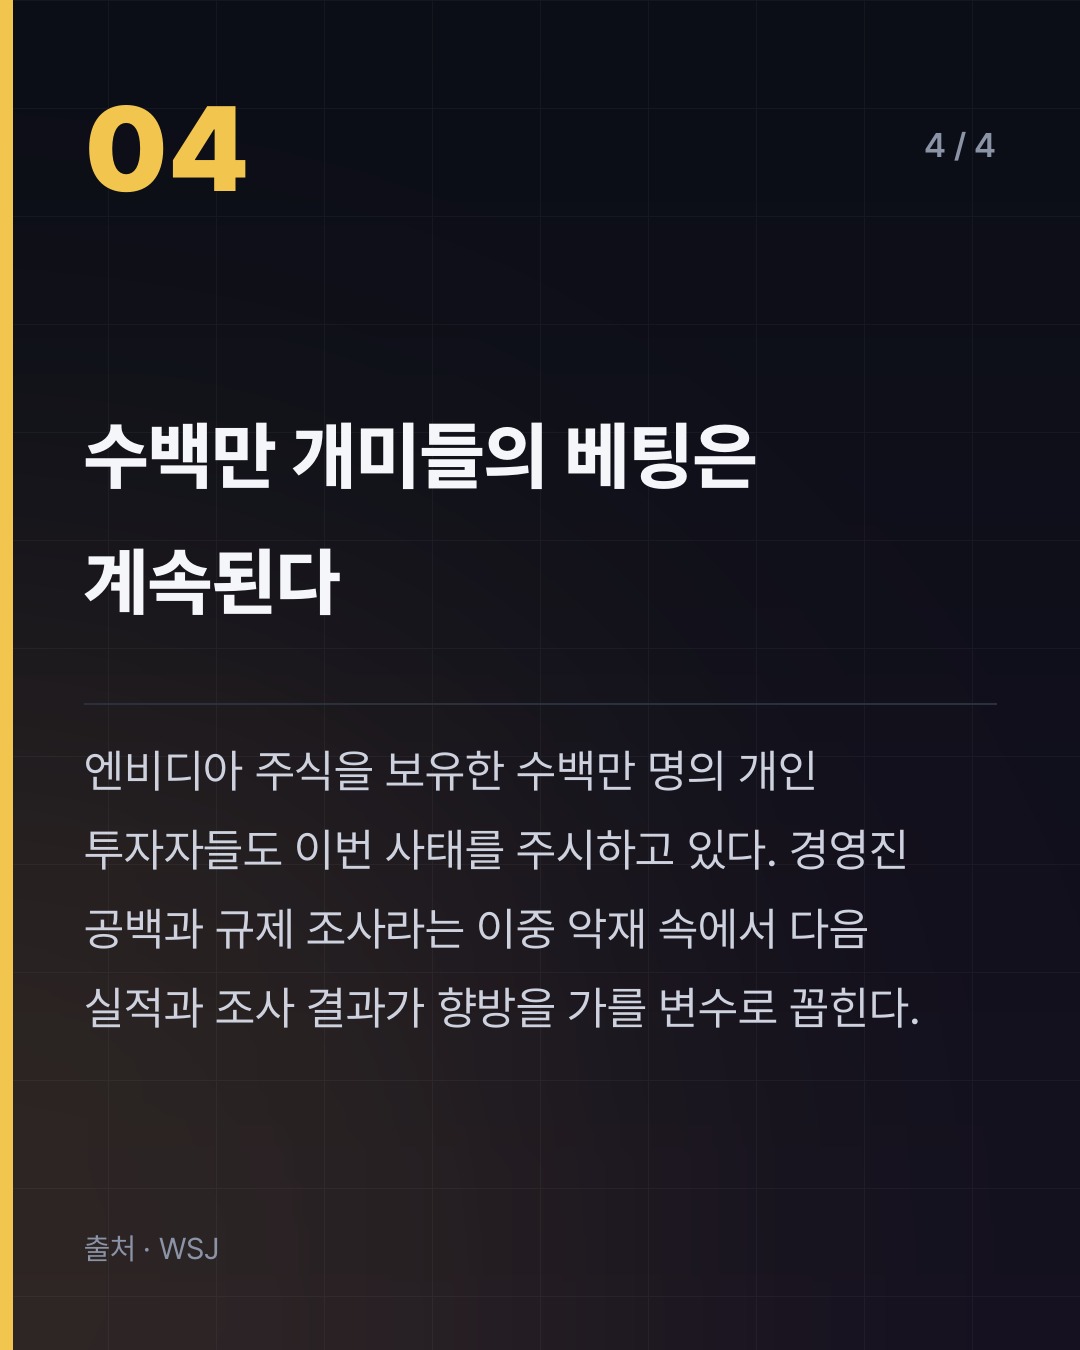 04
4 / 4
수백만 개미들의 베팅은
계속된다
엔비디아 주식을 보유한 수백만 명의 개인
투자자들도 이번 사태를 주시하고 있다. 경영진
공백과 규제 조사라는 이중 악재 속에서 다음
실적과 조사 결과가 향방을 가를 변수로 꼽힌다.
출처 · WSJ